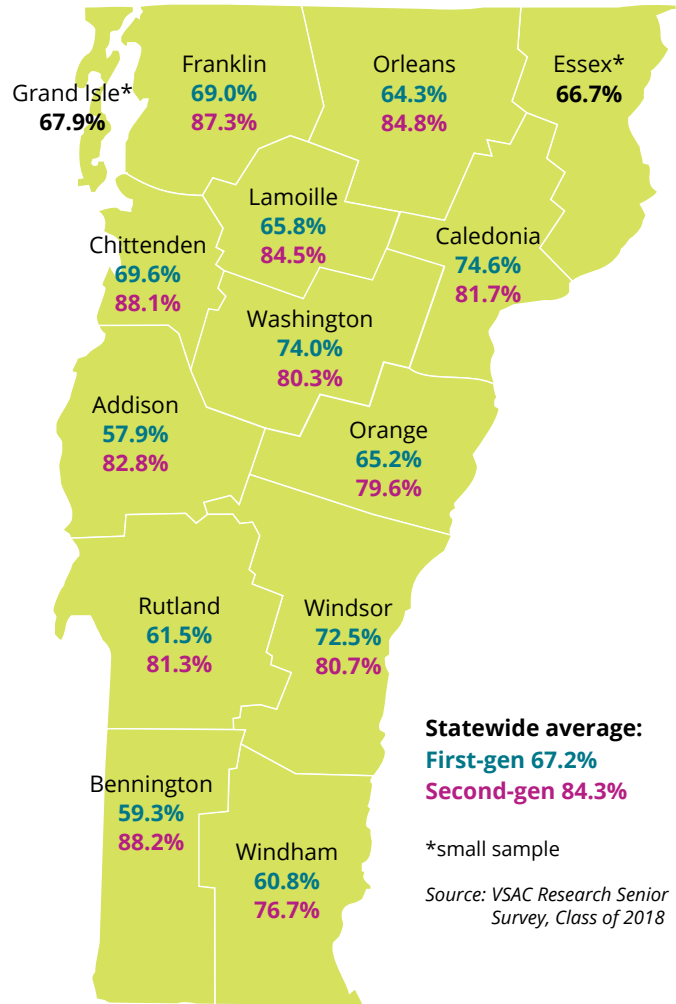 Grand Isle*
67.9%
Franklin
69.0%
87.3%
Orleans
64.3%
84.8%
Essex*
66.7%
Lamoille
65.8%
84.5%
Chittenden
69.6%
88.1%
Caledonia
74.6%
81.7%
Washington
74.0%
80.3%
Addison
57.9%
82.8%
Orange
65.2%
79.6%
Rutland
61.5%
81.3%
Windsor
72.5%
80.7%
Bennington
59.3%
88.2%
Windham
60.8%
76.7%
Statewide average:
First-gen 67.2%
Second-gen 84.3%
*small sample
Source: VSAC Research Senior
Survey, Class of 2018